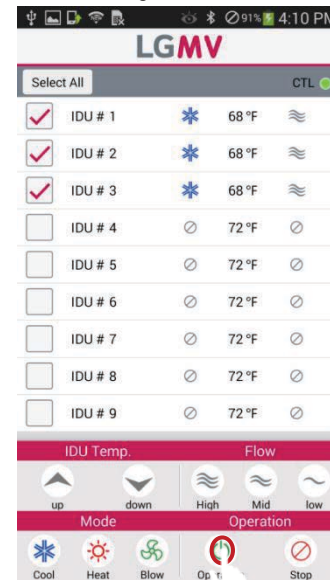 91% 4:10 PM
LGMV
Select All CTL
IDU # 1 68 °F
IDU # 2 68 °F
IDU # 3 68 °F
IDU # 4 72 °F
IDU # 5 72 °F
IDU # 6 72 °F
IDU # 7 72 °F
IDU # 8 72 °F
IDU # 9 72 °F
IDU Temp. Flow
up down High Mid low
Mode Operation
Cool Heat Blow Stop